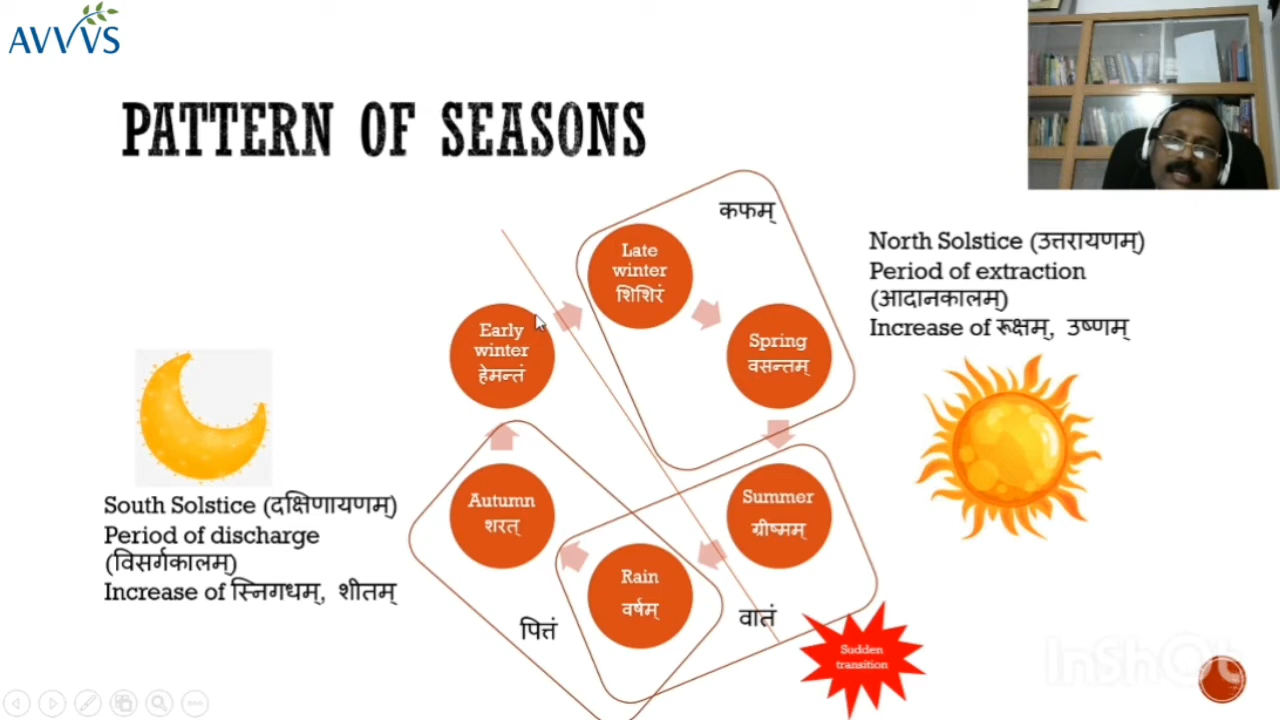 AVVVS
PATTERN OF SEASONS
कफम्
Late
winter
शिशिरं
Early
winter
हेमन्तं
Spring
वसन्तम्
Autumn
शरत्
Summer
ग्रीष्मम्
Rain
वर्षम्
पित्तं
वातं
Sudden
transition
North Solstice (उत्तरायणम्)
Period of extraction
(आदानकालम्)
Increase of रूक्षम्, उष्णम्
South Solstice (दक्षिणायणम्)
Period of discharge
(विसर्गकालम्)
Increase of स्निगधम्, शीतम्
InShOt